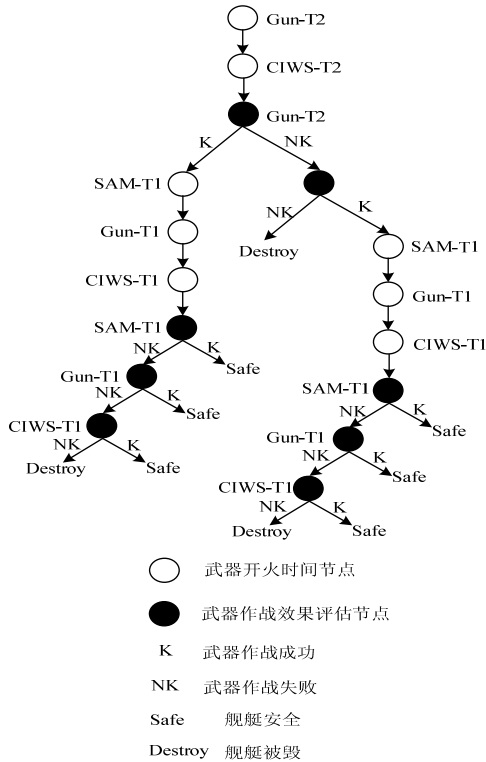 Gun-T2
CIWS-T2
Gun-T2
K
NK
SAM-T1
NK
K
Gun-T1
Destroy
SAM-T1
CIWS-T1
Gun-T1
SAM-T1
CIWS-T1
NK
K
Gun-T1
Safe
SAM-T1
NK
K
NK
K
CIWS-T1
Safe
Gun-T1
Safe
NK
K
NK
K
Destroy
Safe
CIWS-T1
Safe
NK
K
Destroy
Safe
武器开火时间节点
武器作战效果评估节点
K 武器作战成功
NK 武器作战失败
Safe 舰艇安全
Destroy 舰艇被毁